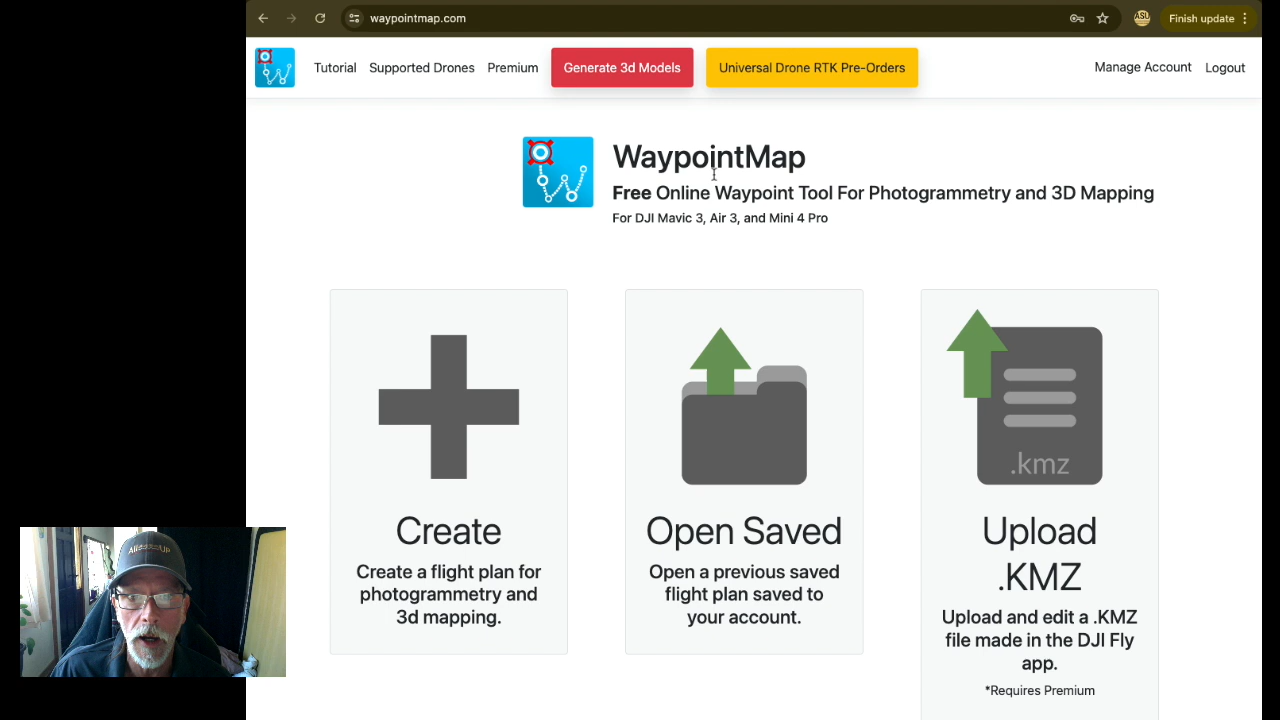 waypointmap.com
Finish update
Tutorial Supported Drones Premium Generate 3d Models Universal Drone RTK Pre-Orders Manage Account Logout
WaypointMap
Free Online Waypoint Tool For Photogrammetry and 3D Mapping
For DJI Mavic 3, Air 3, and Mini 4 Pro
Create
Create a flight plan for
photogrammetry and
3d mapping.
Open Saved
Open a previous saved
flight plan saved to
your account.
.kmz
Upload
.KMZ
Upload and edit a .KMZ
file made in the DJI Fly
app.
*Requires Premium